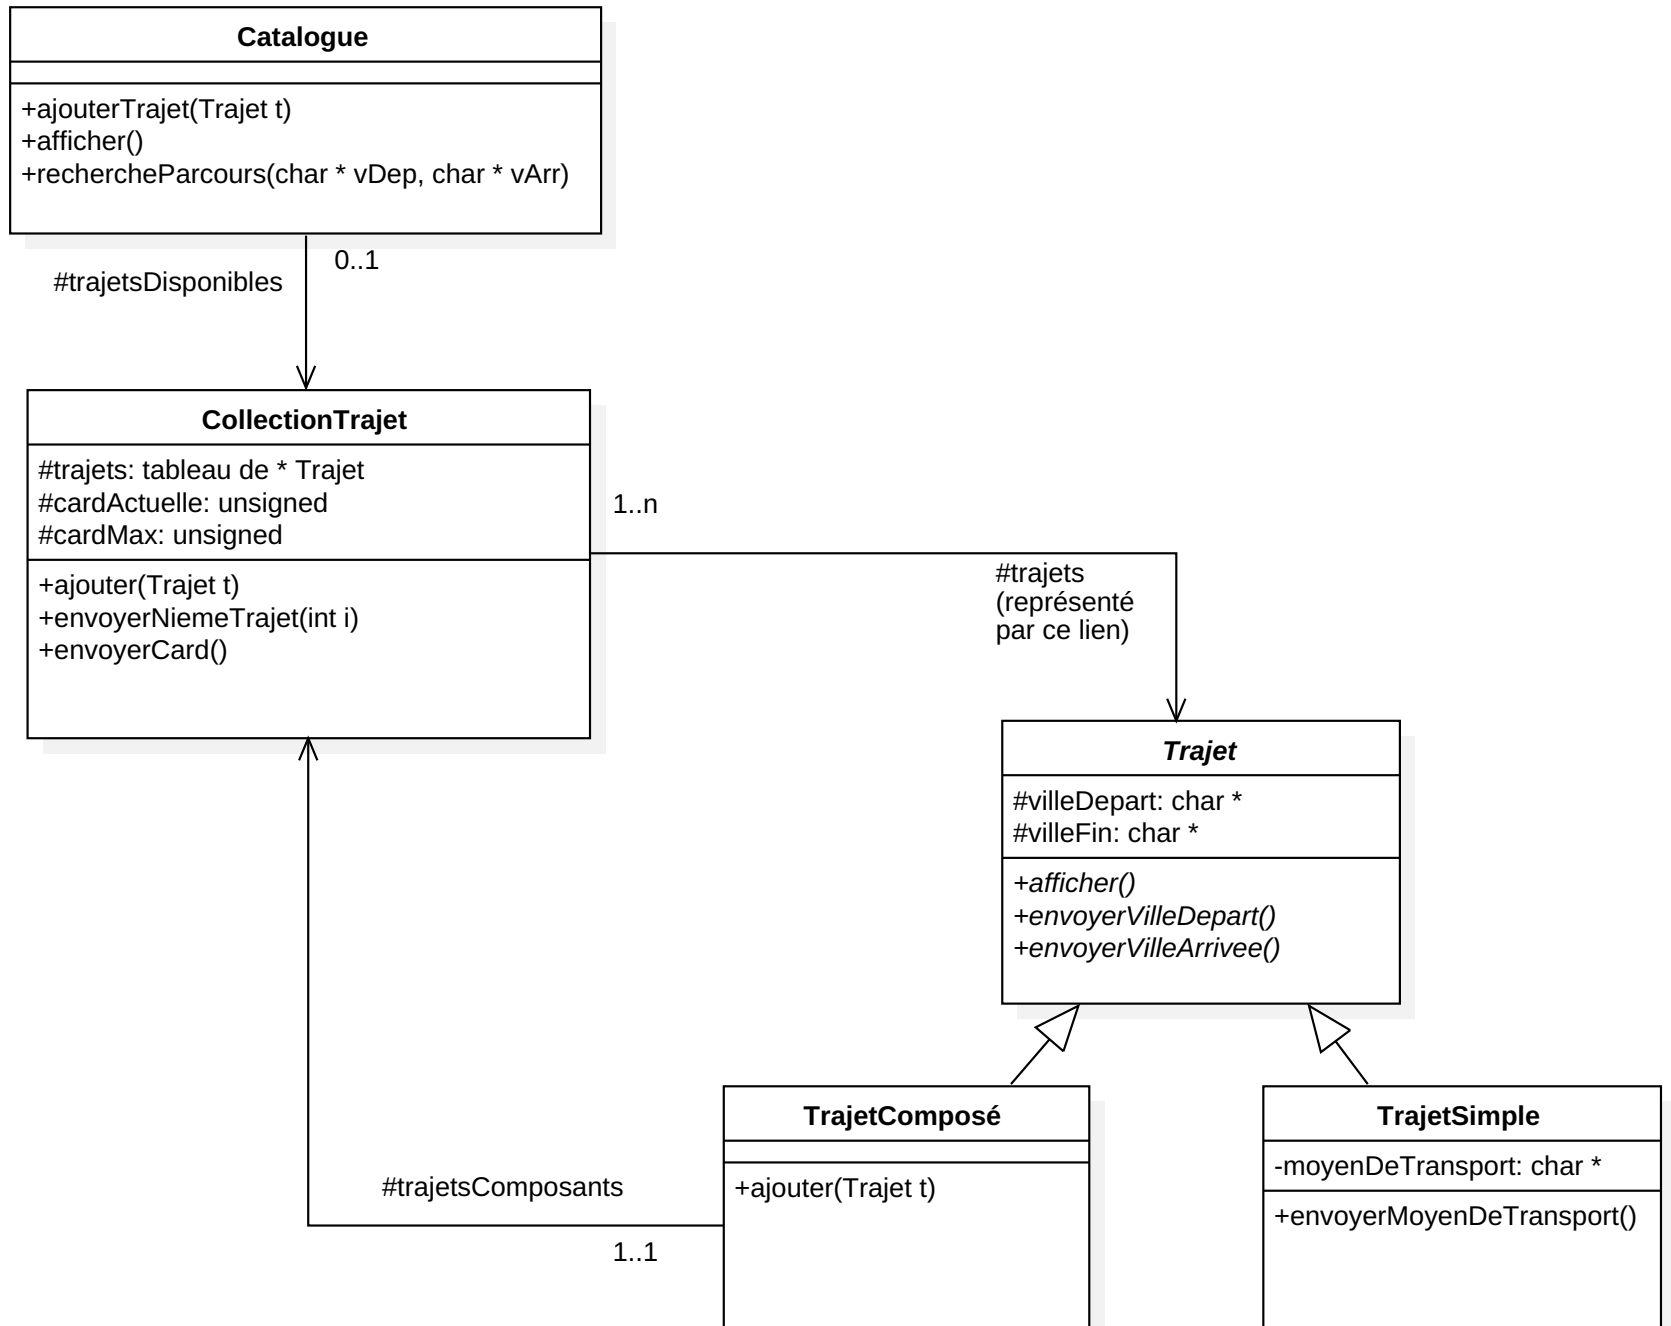 Catalogue
+ajouterTrajet(Trajet t)
+afficher()
+rechercheParcours(char * vDep, char * vArr)
0..1
#trajetsDisponibles
CollectionTrajet
#trajets: tableau de * Trajet
#cardActuelle: unsigned
#cardMax: unsigned
+ajouter(Trajet t)
+envoyerNiemeTrajet(int i)
+envoyerCard()
1..n
#trajets
(représenté
par ce lien)
Trajet
#villeDepart: char *
#villeFin: char *
+afficher()
+envoyerVilleDepart()
+envoyerVilleArrivee()
TrajetComposé
+ajouter(Trajet t)
#trajetsComposants
1..1
TrajetSimple
-moyenDeTransport: char *
+envoyerMoyenDeTransport()